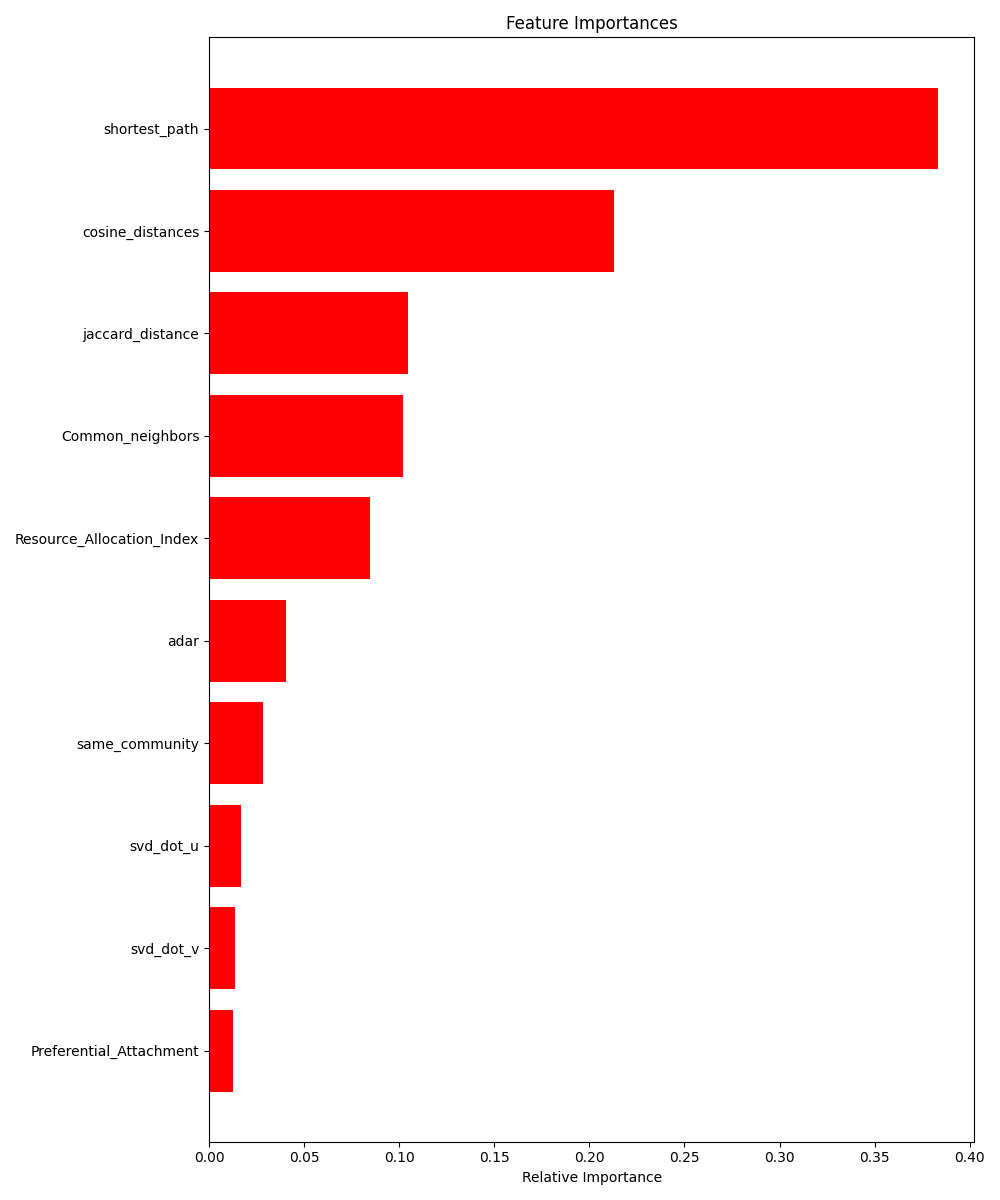 Feature Importances
shortest_path
cosine_distances
jaccard_distance
Common_neighbors
Resource_Allocation_Index
adar
same_community
svd_dot_u
svd_dot_v
Preferential_Attachment
0.00 0.05 0.10 0.15 0.20 0.25 0.30 0.35 0.40
Relative Importance